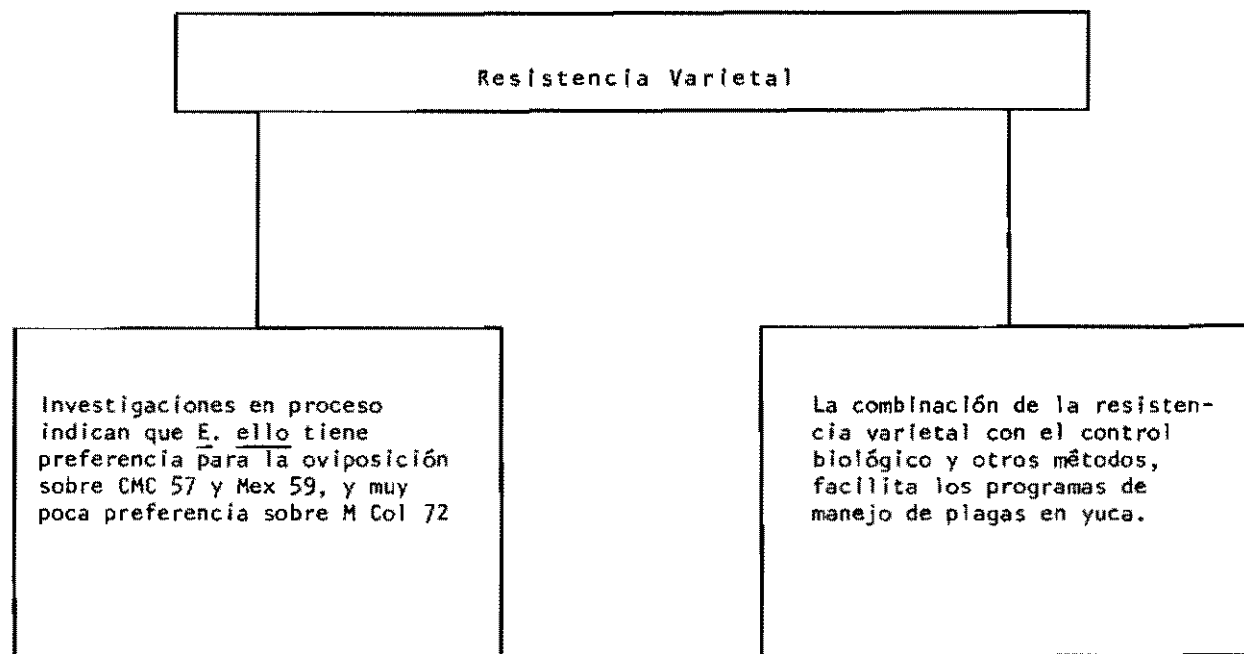 Resistencia Varietal
Investigaciones en proceso
indican que E. ello tiene
preferencia para la oviposición
sobre CMC 57 y Mex 59, y muy
poca preferencia sobre M Col 72
La combinación de la resisten-
cia varietal con el control
biológico y otros métodos,
facilita los programas de
manejo de plagas en yuca.